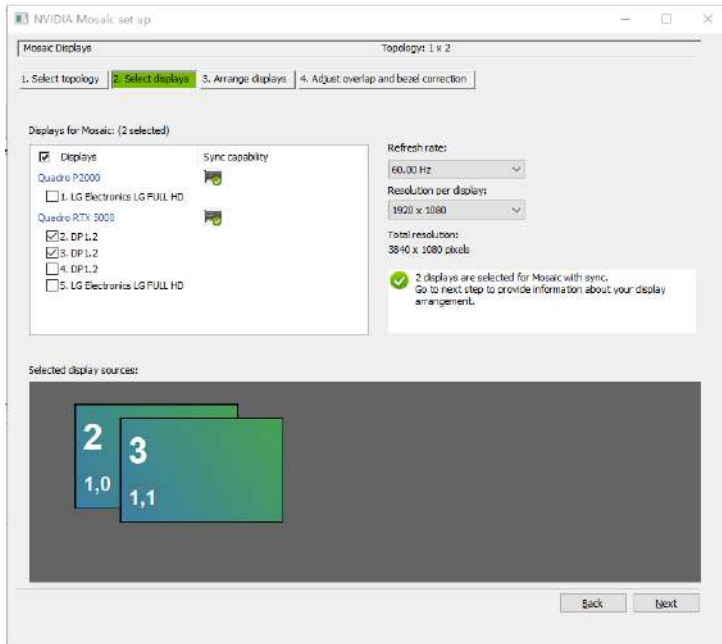 NVIDIA Mosaic set up
Mosaic Displays Topology: 1 x 2
1. Select topology 2. Select displays 3. Arrange displays 4. Adjust overlap and bezel correction
Displays for Mosaic: (2 selected)
Displays Sync capability
Quadro P2000
1. LG Electronics LG FULL HD
Quadro RTX 5000
2. DP1.2
3. DP1.2
4. DP1.2
5. LG Electronics LG FULL HD
Refresh rate:
60.00 Hz
Resolution per display:
1920 x 1080
Total resolution:
3840 x 1080 pixels
2 displays are selected for Mosaic with sync.
Go to next step to provide information about your display
arrangement.
Selected display sources:
2
1,0
3
1,1
Back Next